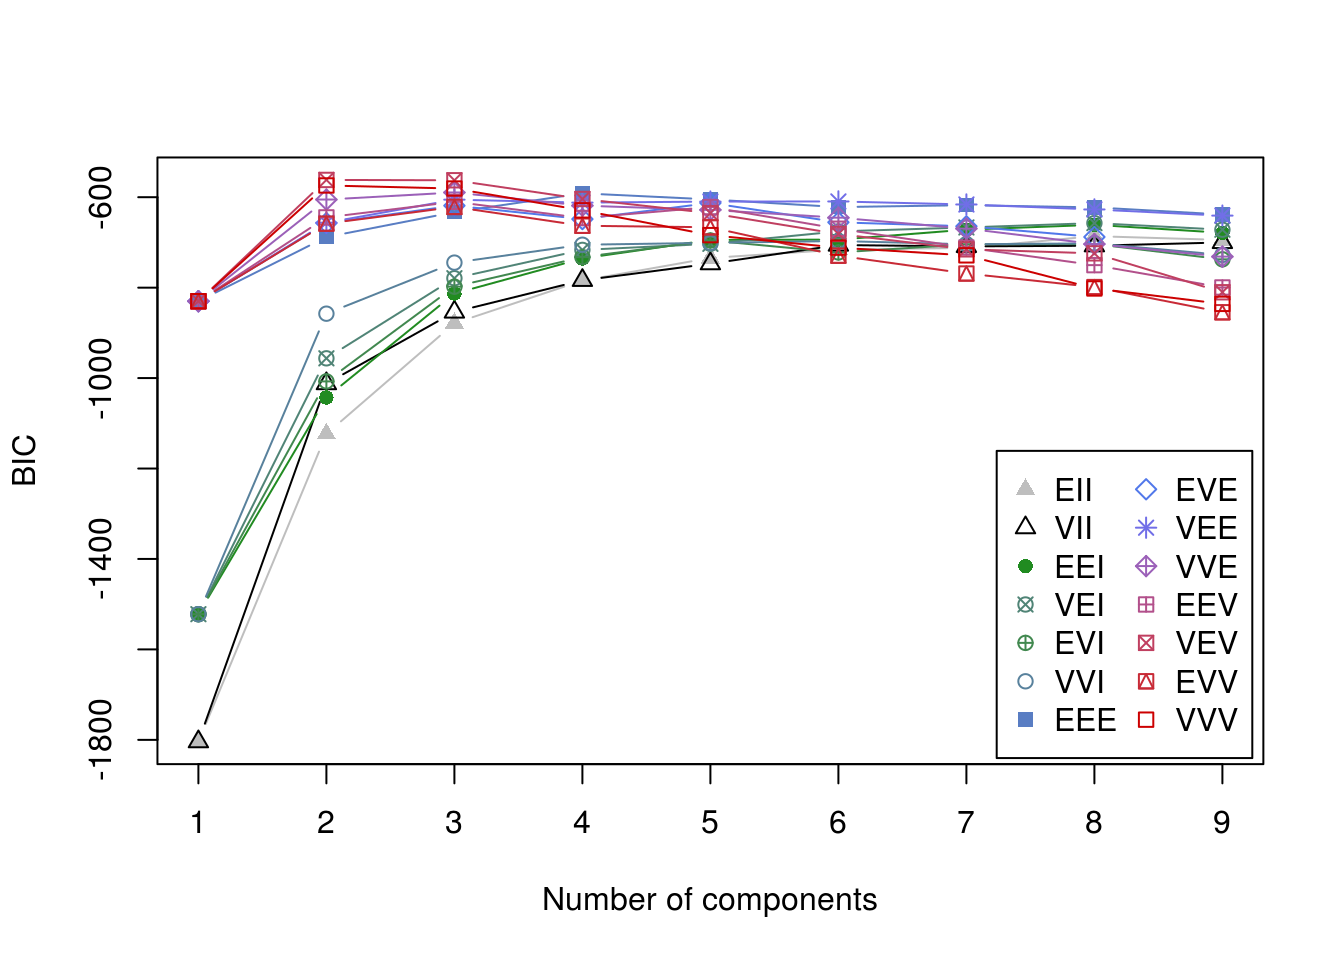 -600
-1000
-1400
-1800
BIC
1 2 3 4 5 6 7 8 9
Number of components
EII EVE
VII VEE
EEI VVE
VEI EEV
EVI VEV
VVI EVV
EEE VVV